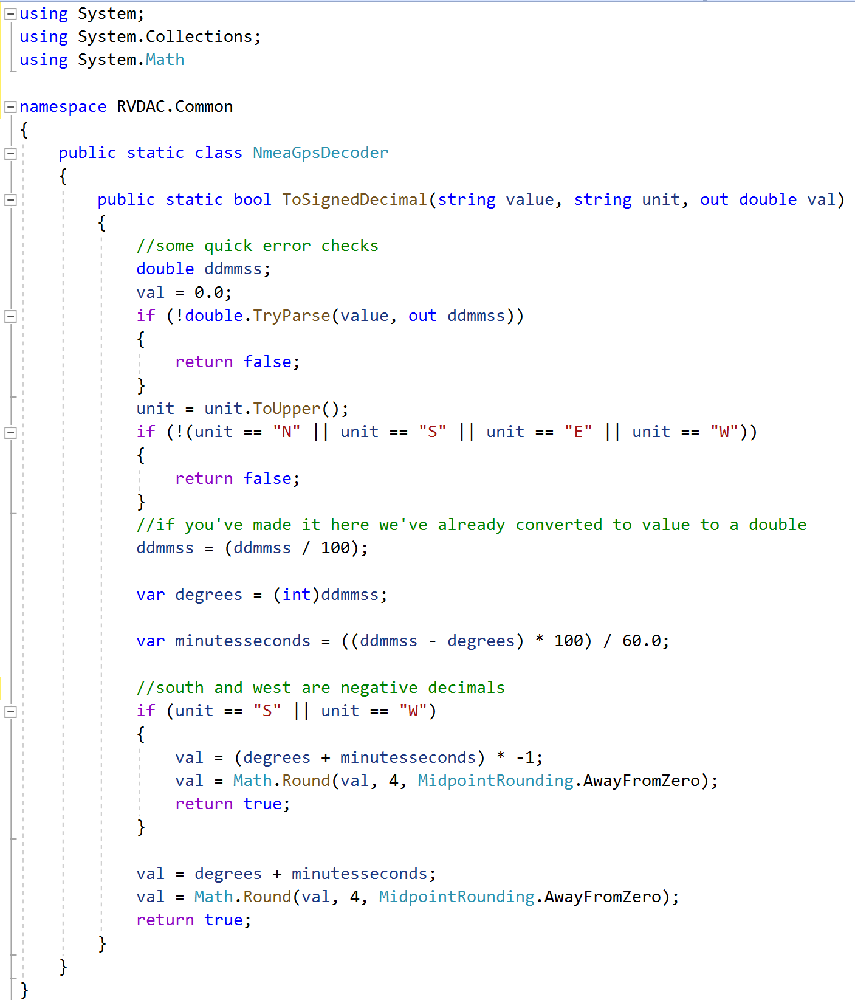 using System;
using System.Collections;
using System.Math
namespace RVDAC.Common
{
    public static class NmeaGpsDecoder
    {
        public static bool ToSignedDecimal(string value, string unit, out double val)
        {
            //some quick error checks
            double ddmmss;
            val = 0.0;
            if (!double.TryParse(value, out ddmmss))
            {
                return false;
            }
            unit = unit.ToUpper();
            if (!(unit == "N" || unit == "S" || unit == "E" || unit == "W"))
            {
                return false;
            }
            //if you've made it here we've already converted to value to a double
            ddmmss = (ddmmss / 100);
            var degrees = (int)ddmmss;
            var minutesseconds = ((ddmmss - degrees) * 100) / 60.0;
            //south and west are negative decimals
            if (unit == "S" || unit == "W")
            {
                val = (degrees + minutesseconds) * -1;
                val = Math.Round(val, 4, MidpointRounding.AwayFromZero);
                return true;
            }
            val = degrees + minutesseconds;
            val = Math.Round(val, 4, MidpointRounding.AwayFromZero);
            return true;
        }
    }
}